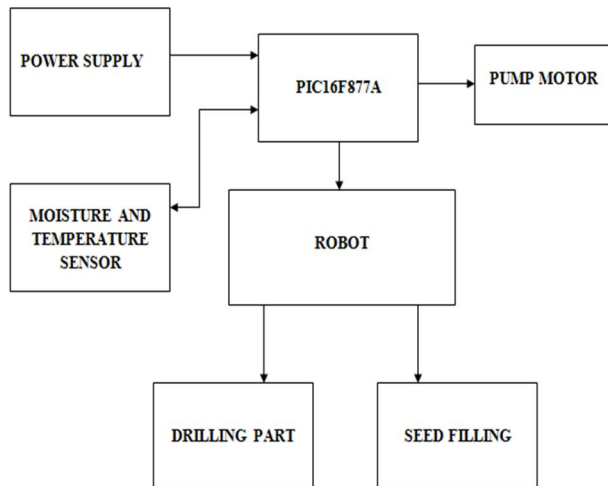 POWER SUPPLY
PIC16F877A
PUMP MOTOR
MOISTURE AND
TEMPERATURE
SENSOR
ROBOT
DRILLING PART
SEED FILLING